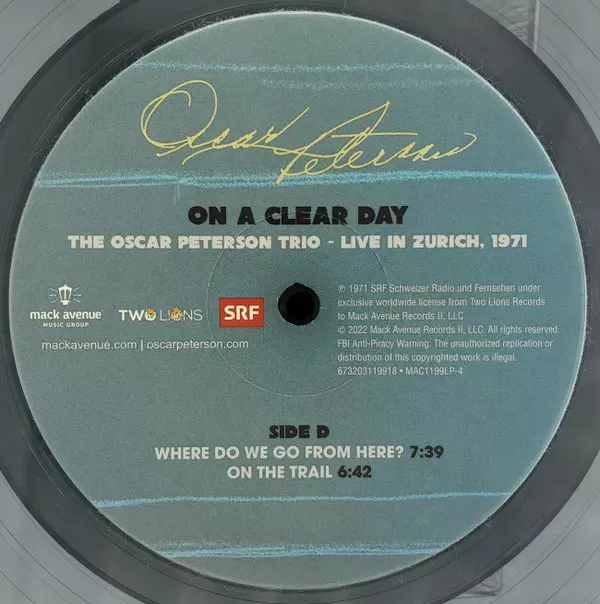 Oscar Peterson
ON A CLEAR DAY
THE OSCAR PETERSON TRIO - LIVE IN ZURICH, 1971
mack avenue
MUSIC GROUP
TWO LIONS
SRF
mackavenue.com | oscarpeterson.com
℗ 1971 SRF Schweizer Radio und Fernsehen under
exclusive worldwide license from Two Lions Records
to Mack Avenue Records II, LLC
© 2022 Mack Avenue Records II, LLC. All rights reserved.
FBI Anti-Piracy Warning. The unauthorized replication or
distribution of this copyrighted work is illegal.
673203119918 • MAC1199LP-4
SIDE D
WHERE DO WE GO FROM HERE? 7:39
ON THE TRAIL 6:42